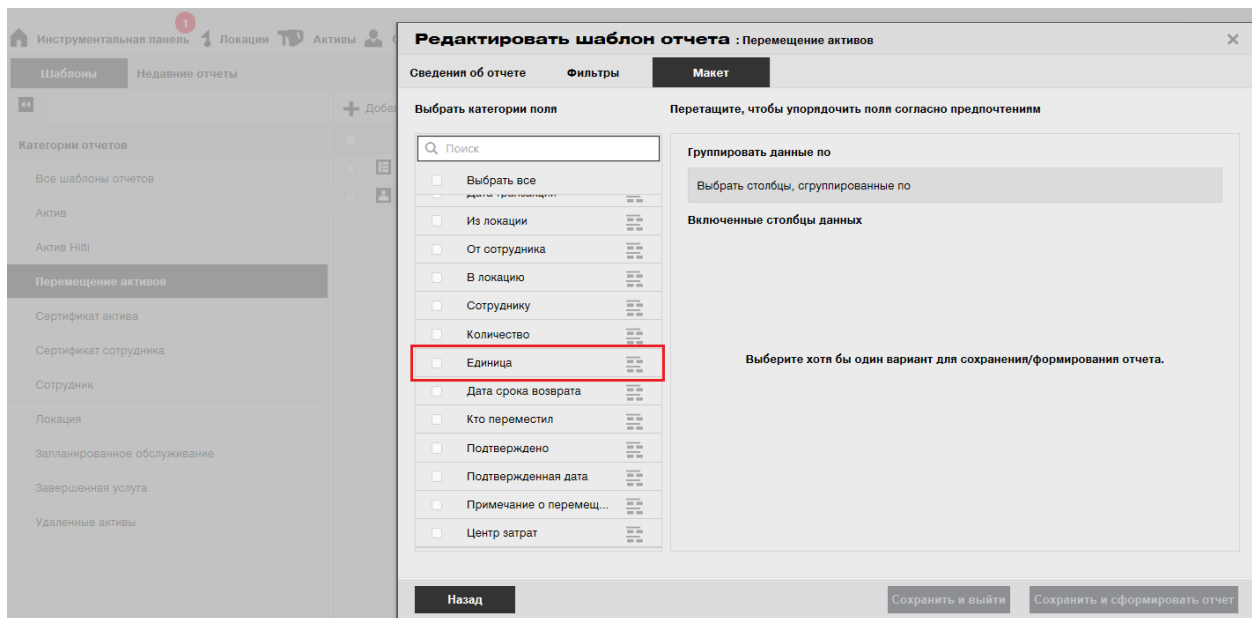 1
Инструментальная панель
Локации
Активы
Редактировать шаблон отчета : Перемещение активов
Шаблоны
Недавние отчеты
Сведения об отчете
Фильтры
Макет
Выбрать категории поля
Перетащите, чтобы упорядочить поля согласно предпочтениям
Категории отчетов
Все шаблоны отчетов
Актив
Актив Hilti
Перемещение активов
Сертификат актива
Сертификат сотрудника
Сотрудник
Локация
Запланированное обслуживание
Завершенная услуга
Удаленные активы
Поиск
Выбрать все
Дата транзакции
Из локации
От сотрудника
В локацию
Сотруднику
Количество
Единица
Дата срока возврата
Кто переместил
Подтверждено
Подтвержденная дата
Примечание о перемещ...
Центр затрат
Группировать данные по
Выбрать столбцы, сгруппированные по
Включенные столбцы данных
Выберите хотя бы один вариант для сохранения/формирования отчета.
Назад
Сохранить и выйти
Сохранить и сформировать отчет